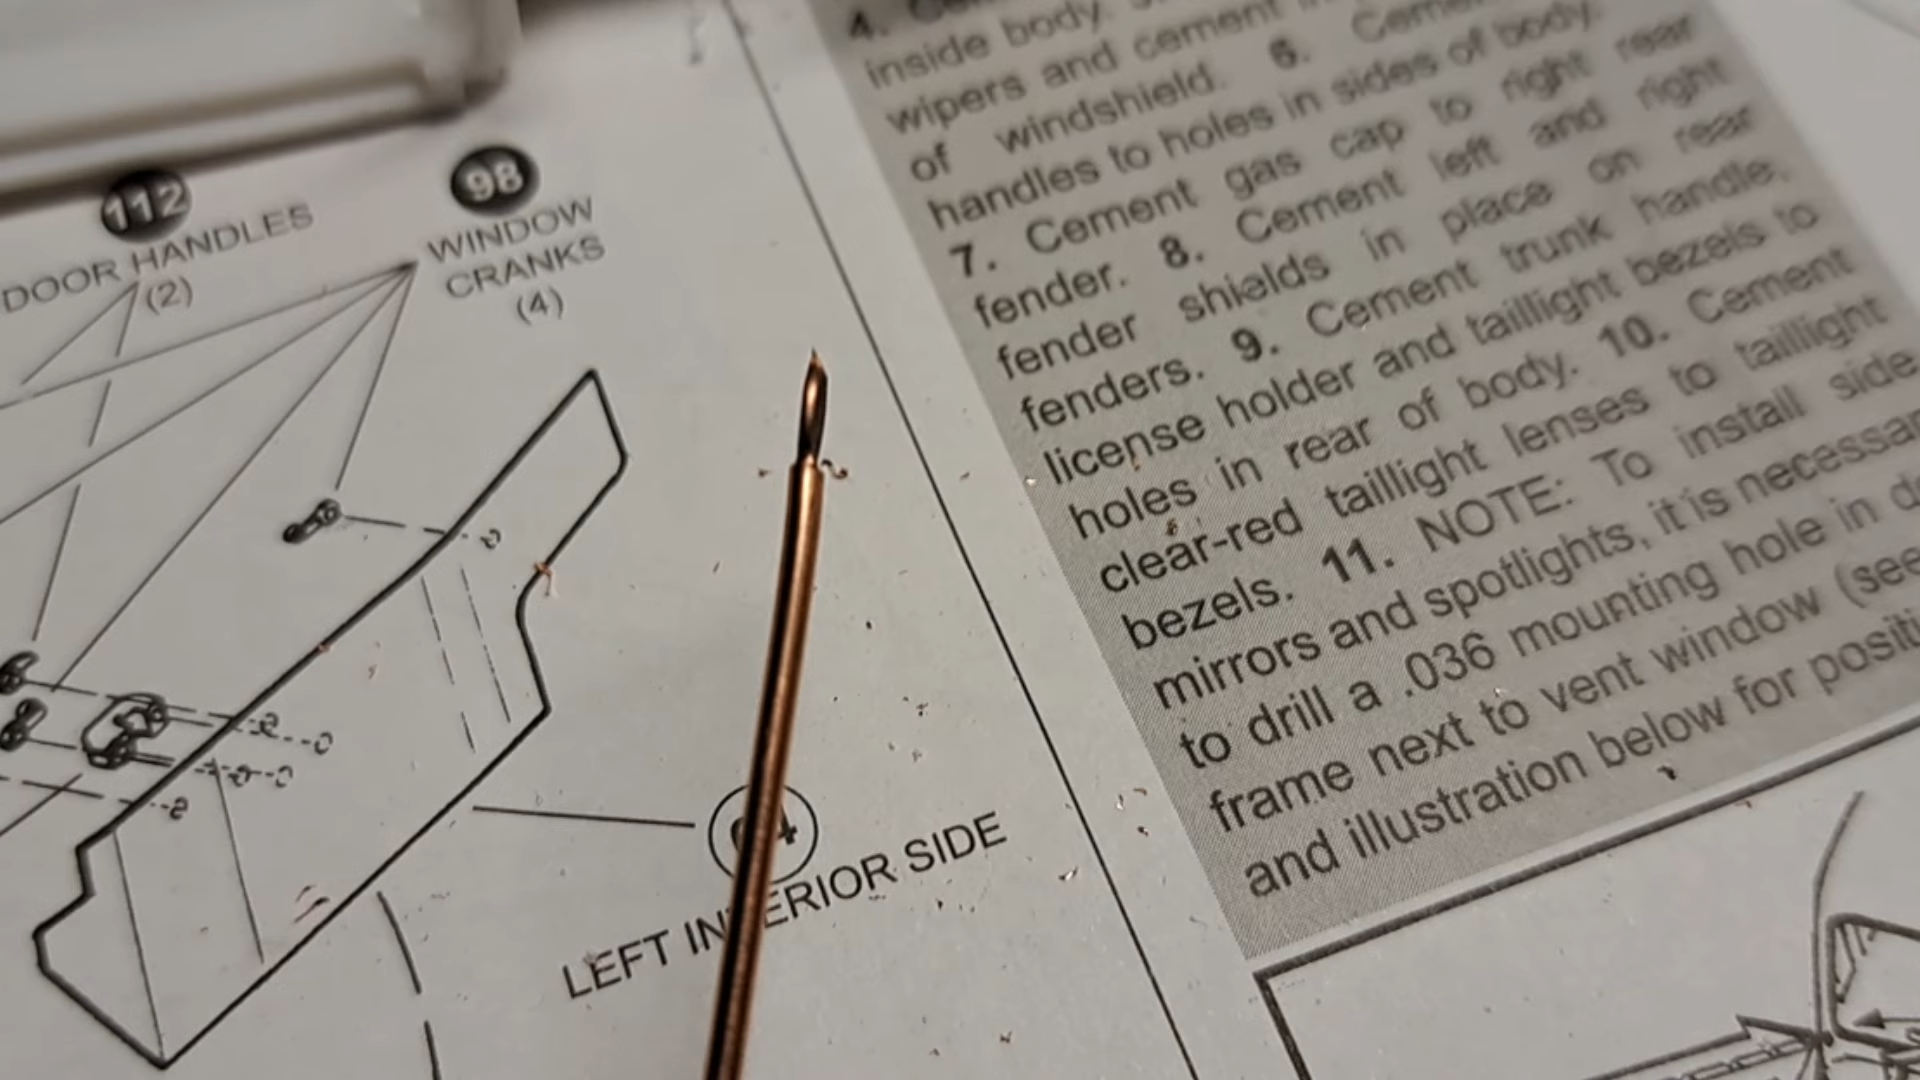 112
DOOR HANDLES
(2)
98
WINDOW
CRANKS
(4)
4
LEFT IN ERIOR SIDE
4.
inside body.
wipers and cement
of windshield. 6.
handles to holes in sides of body.
7. Cement gas cap to right rear
fender. 8. Cement left and right
fender shields in place on rear
fenders. 9. Cement trunk handle,
license holder and taillight bezels to
holes in rear of body. 10. Cement
clear-red taillight lenses to taillight
bezels. 11. NOTE: To install side
mirrors and spotlights, it is necessar
to drill a .036 mounting hole in d
frame next to vent window (see
and illustration below for positi